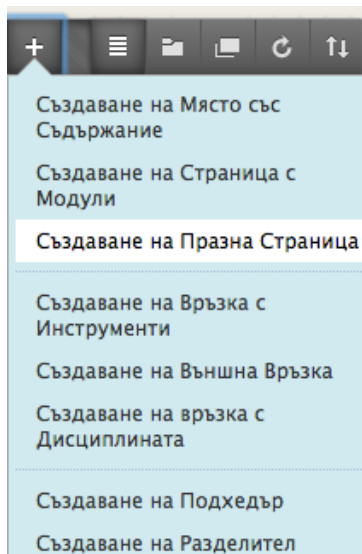 Създаване на Място със
Съдържание
Създаване на Страница с
Модули
Създаване на Празна Страница
Създаване на Връзка с
Инструменти
Създаване на Външна Връзка
Създаване на връзка с
Дисциплината
Създаване на Подхедър
Създаване на Разделител